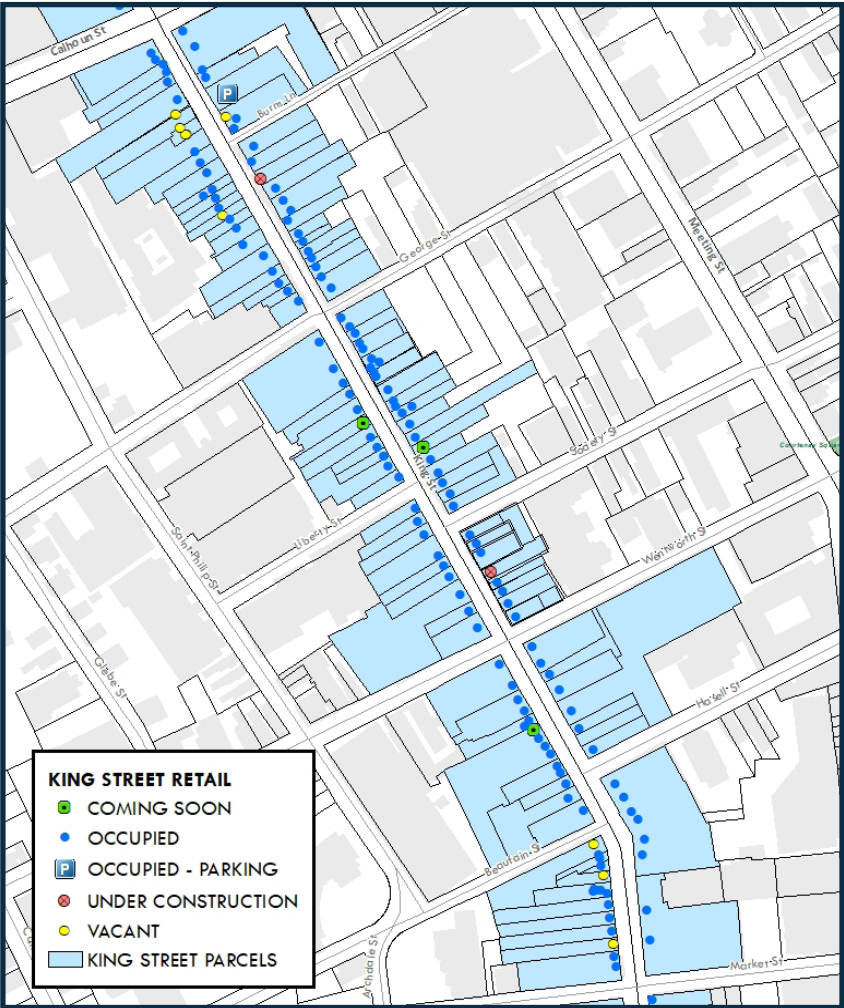 Calhoun St
P
Burns Ln
George St
Meeting St
Society St
King St
Liberty St
Saint Philip St
Wentworth St
Glebe St
Hasell St
Beaufain St
Archdale St
Market St
KING STREET RETAIL
COMING SOON
OCCUPIED
P OCCUPIED - PARKING
UNDER CONSTRUCTION
VACANT
KING STREET PARCELS